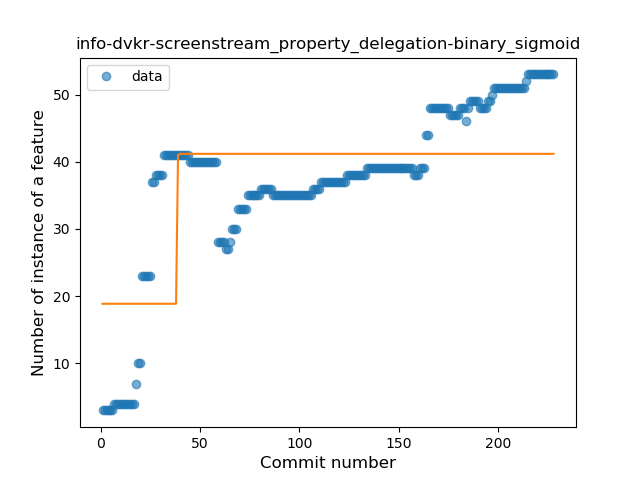 info-dvkr-screenstream_property_delegation-binary_sigmoid
data
Number of instance of a feature
50
40
30
20
10
0
50
100
150
200
Commit number